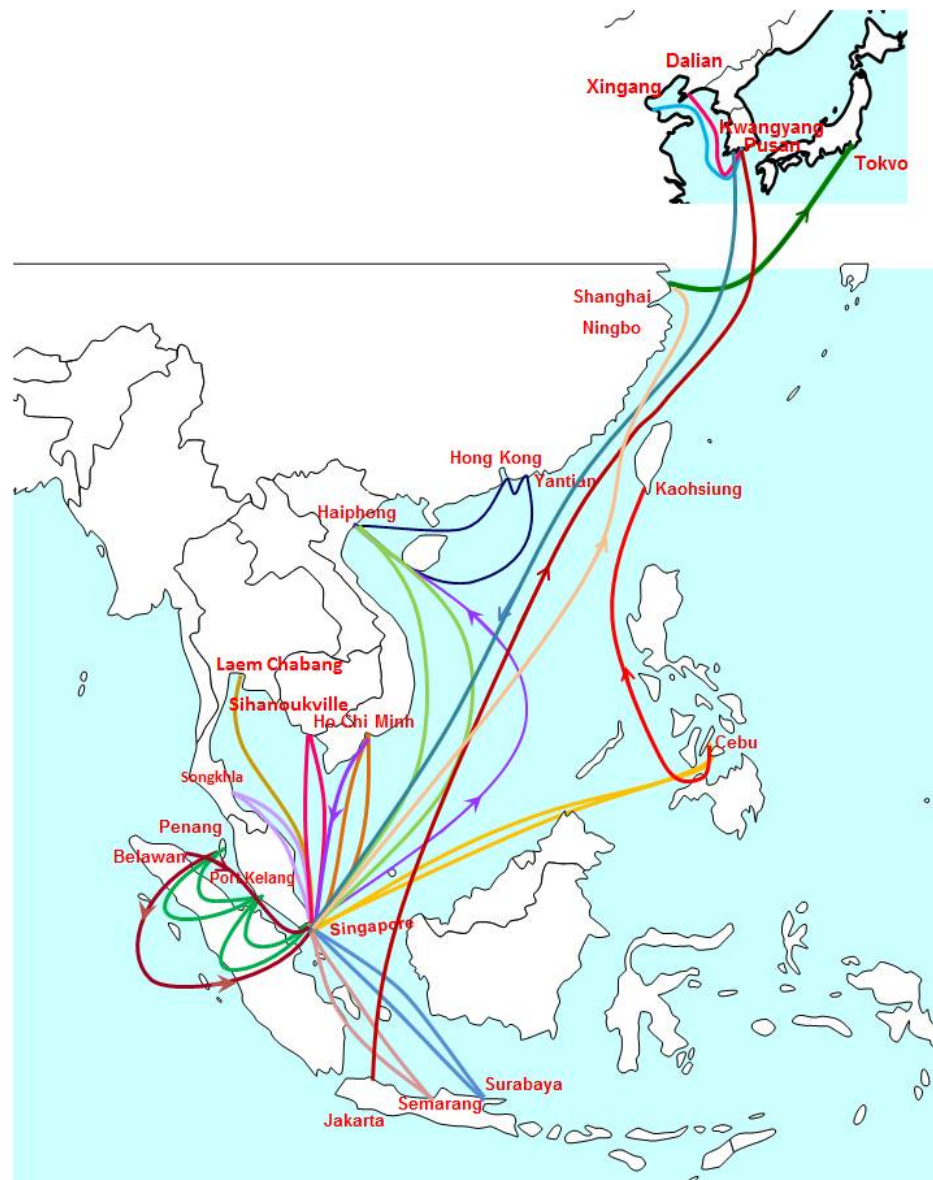 Dalian
Xingang
Kwangyang
Pusan
Tokyo
Shanghai
Ningbo
Hong Kong
Yantian
Kaohsiung
Haiphong
Laem Chabang
Sihanoukville
Ho Chi Minh
Cebu
Songkhla
Penang
Belawan
Port Kelang
Singapore
Surabaya
Semarang
Jakarta